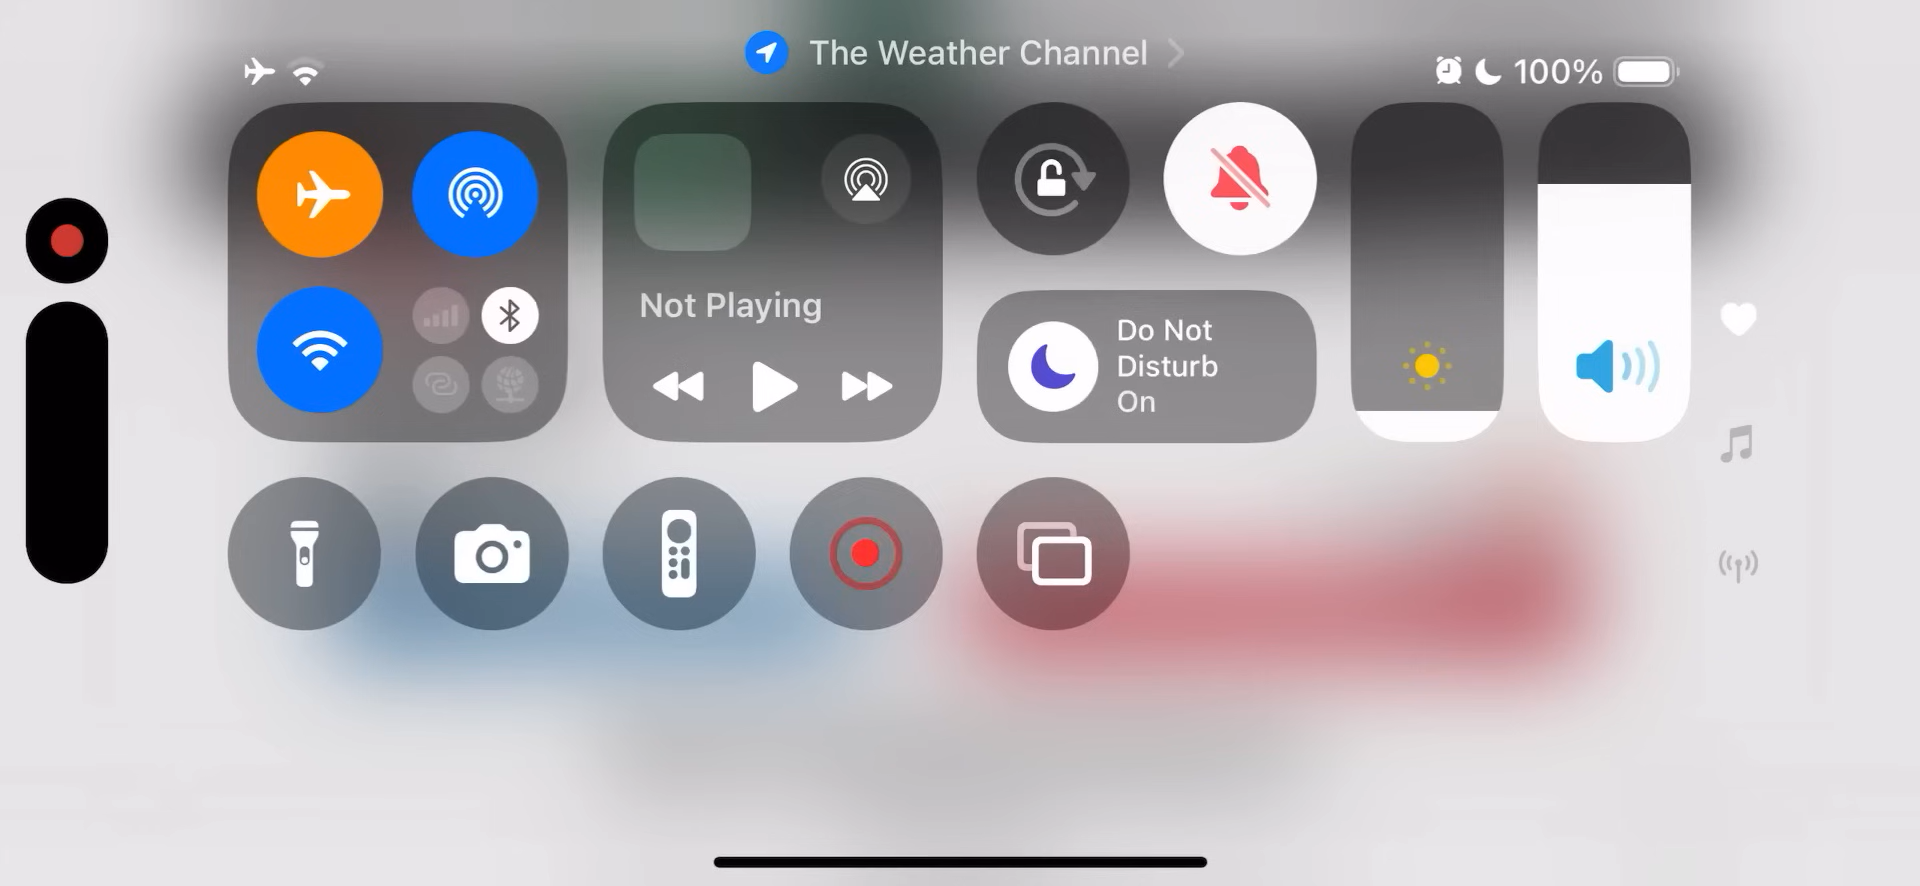 The Weather Channel
100%
Not Playing
Do Not
Disturb
On